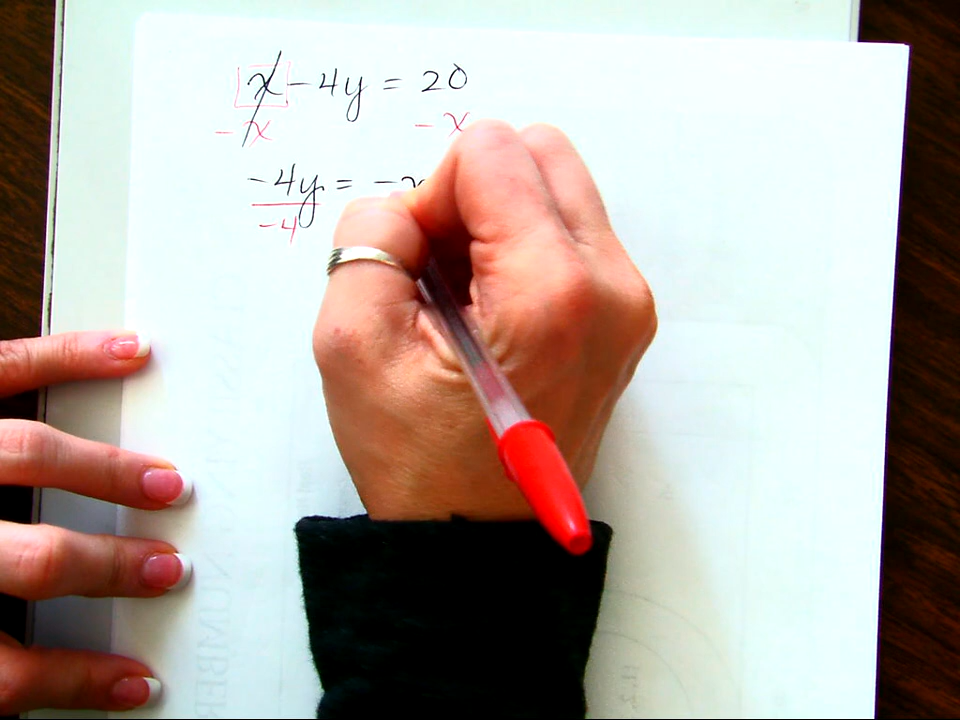 x - 4y = 20
- x - x
-4y = -x
-4